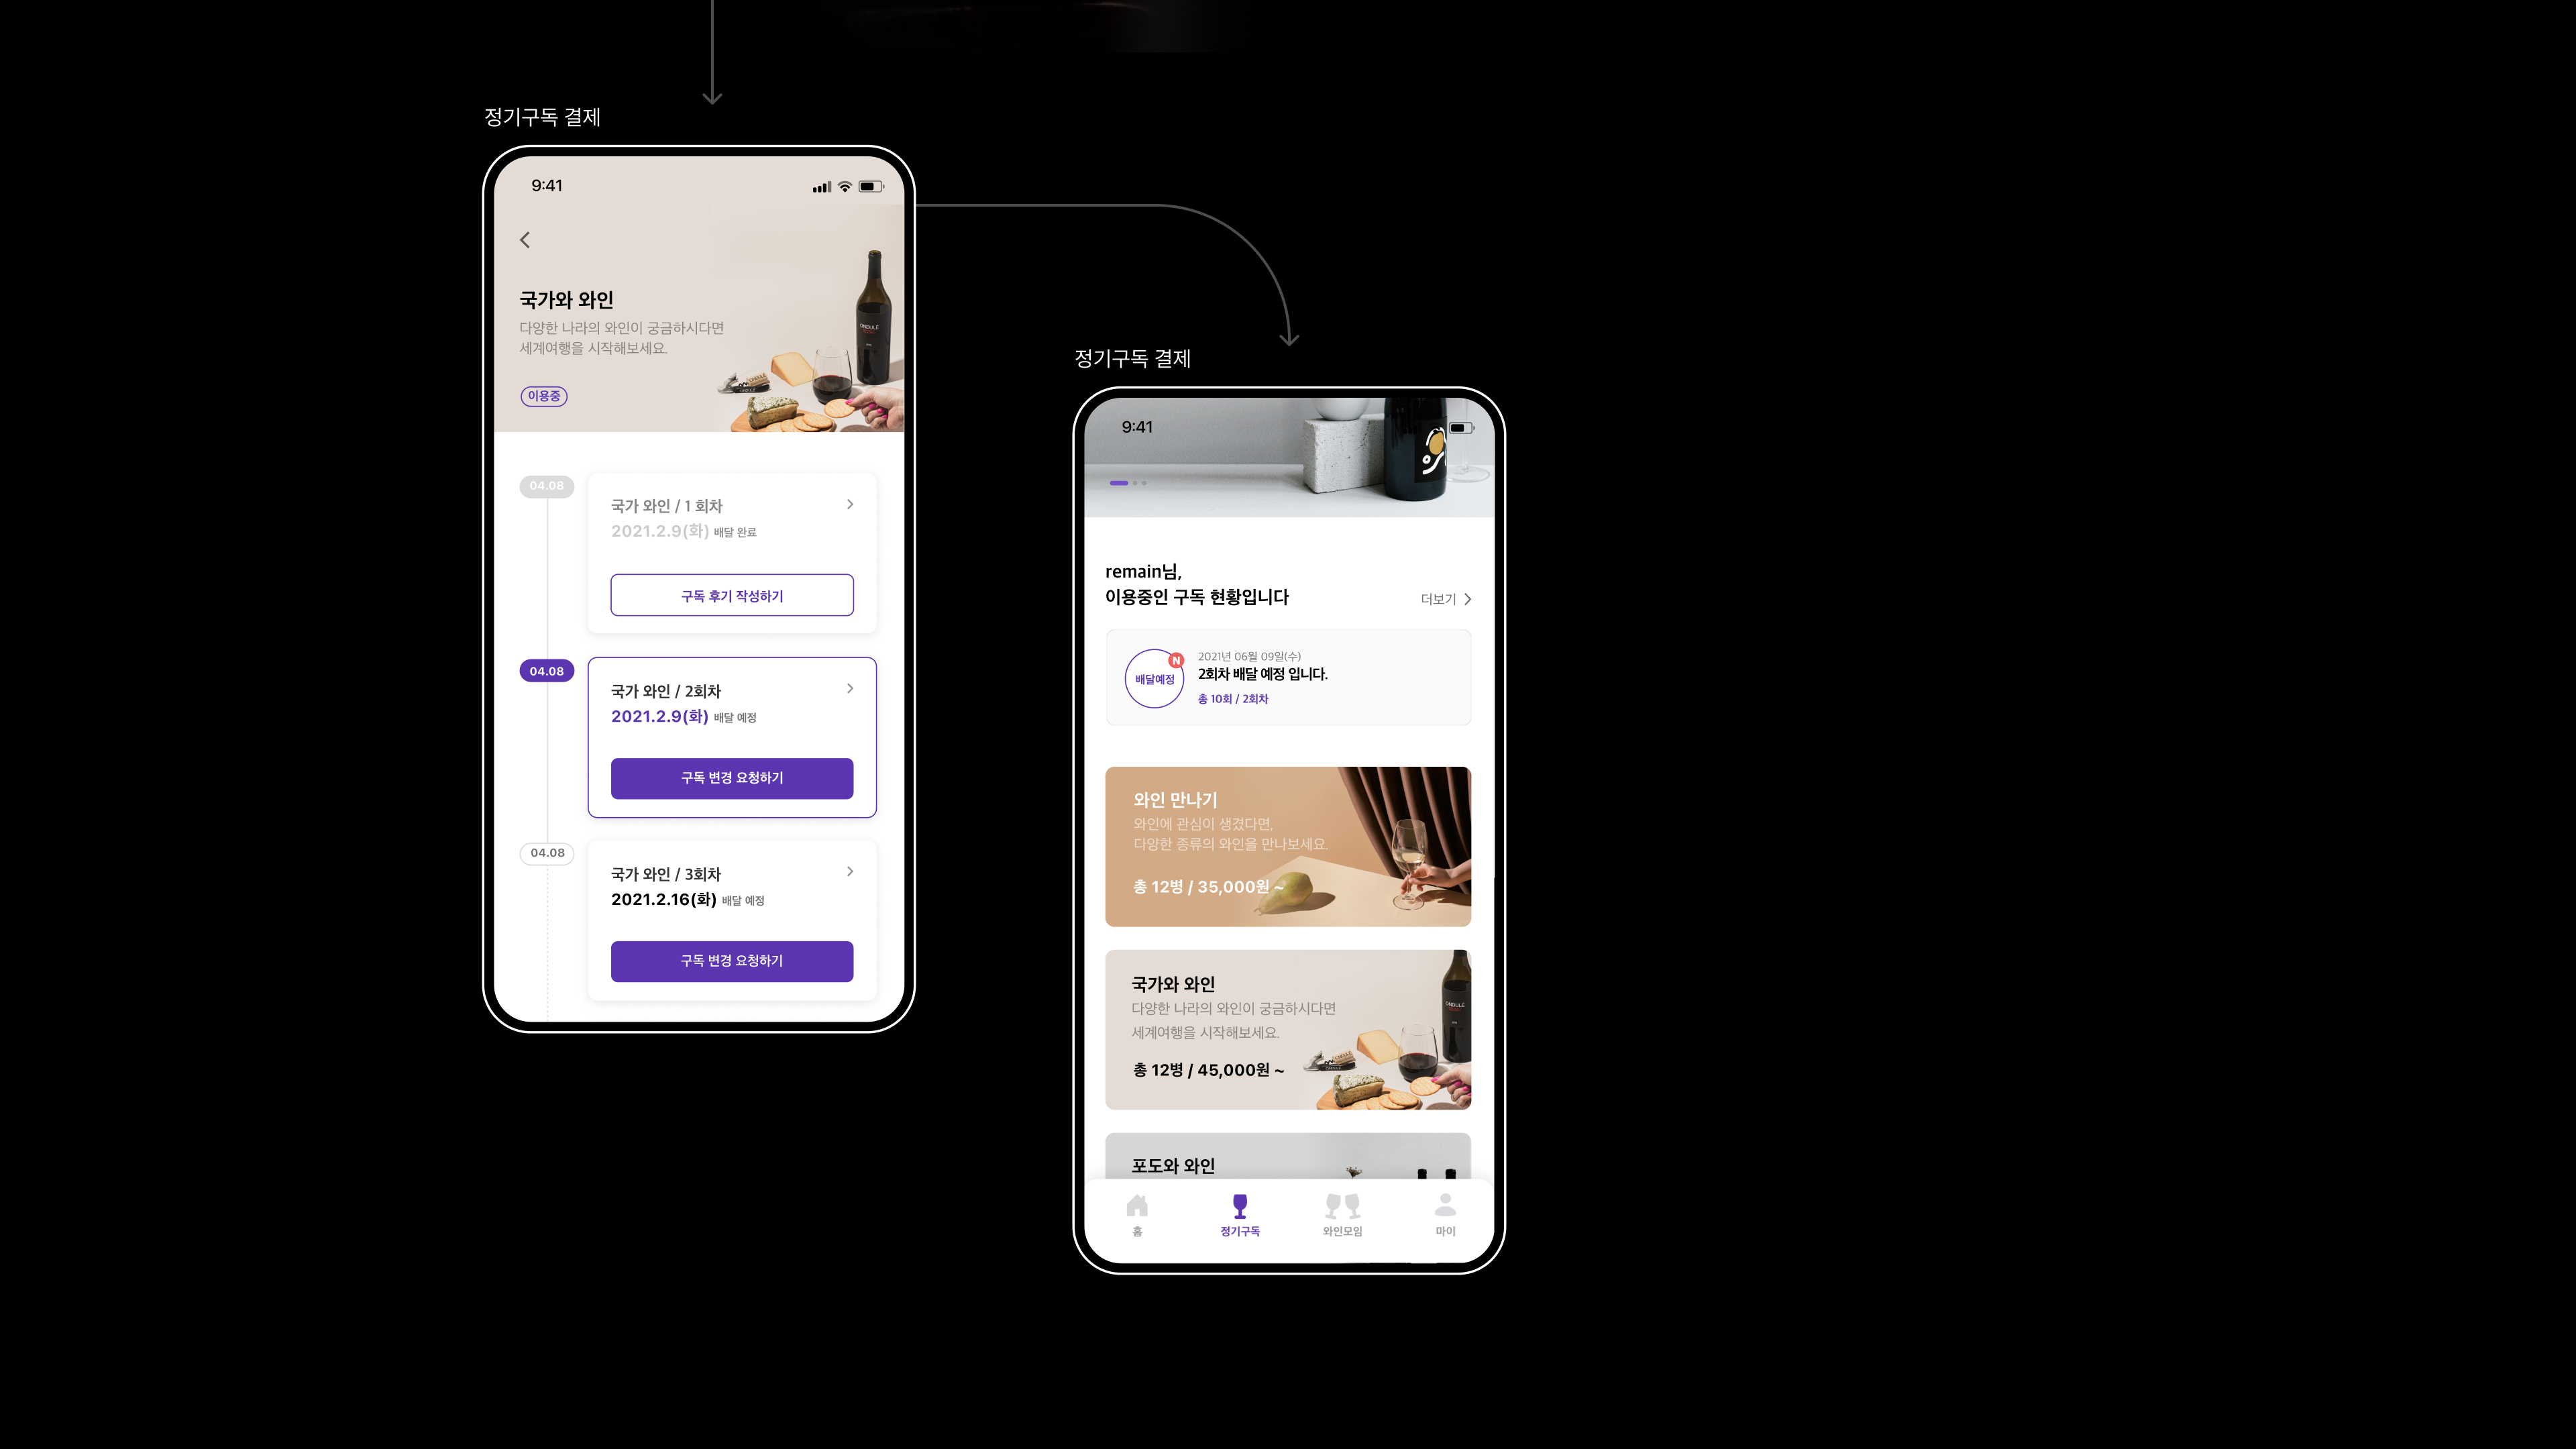 정기구독 결제
9:41
국가와 와인
다양한 나라의 와인이 궁금하시다면
세계여행을 시작해보세요.
이용중
ONDULÉ
04.08
국가 와인 / 1 회차
2021.2.9(화) 배달 완료
구독 후기 작성하기
04.08
국가 와인 / 2회차
2021.2.9(화) 배달 예정
구독 변경 요청하기
04.08
국가 와인 / 3회차
2021.2.16(화) 배달 예정
구독 변경 요청하기
정기구독 결제
9:41
remain님,
이용중인 구독 현황입니다
더보기
배달예정
N
2021년 06월 09일(수)
2회차 배달 예정 입니다.
총 10회 / 2회차
와인 만나기
와인에 관심이 생겼다면,
다양한 종류의 와인을 만나보세요.
총 12병 / 35,000원 ~
국가와 와인
다양한 나라의 와인이 궁금하시다면
세계여행을 시작해보세요.
총 12병 / 45,000원 ~
ONDULÉ
포도와 와인
홈
정기구독
와인모임
마이